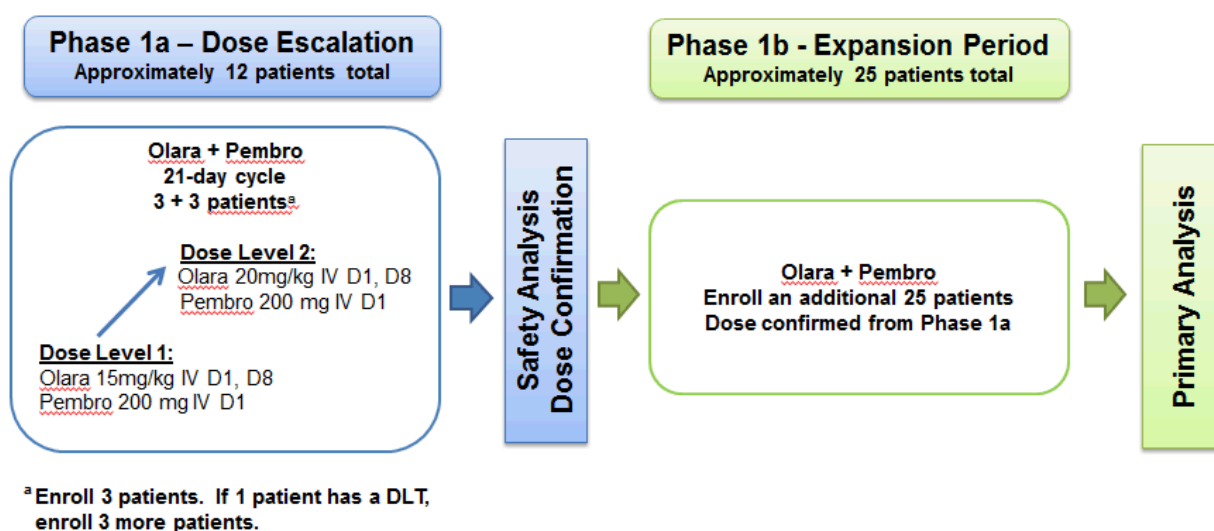 Phase 1a – Dose Escalation
Approximately 12 patients total
Phase 1b - Expansion Period
Approximately 25 patients total
Olara + Pembro
21-day cycle
3 + 3 patientsᵃ
Dose Level 2:
Olara 20mg/kg IV D1, D8
Pembro 200 mg IV D1
Dose Level 1:
Olara 15mg/kg IV D1, D8
Pembro 200 mg IV D1
Safety Analysis
Dose Confirmation
Olara + Pembro
Enroll an additional 25 patients
Dose confirmed from Phase 1a
Primary Analysis
ᵃ Enroll 3 patients. If 1 patient has a DLT,
enroll 3 more patients.